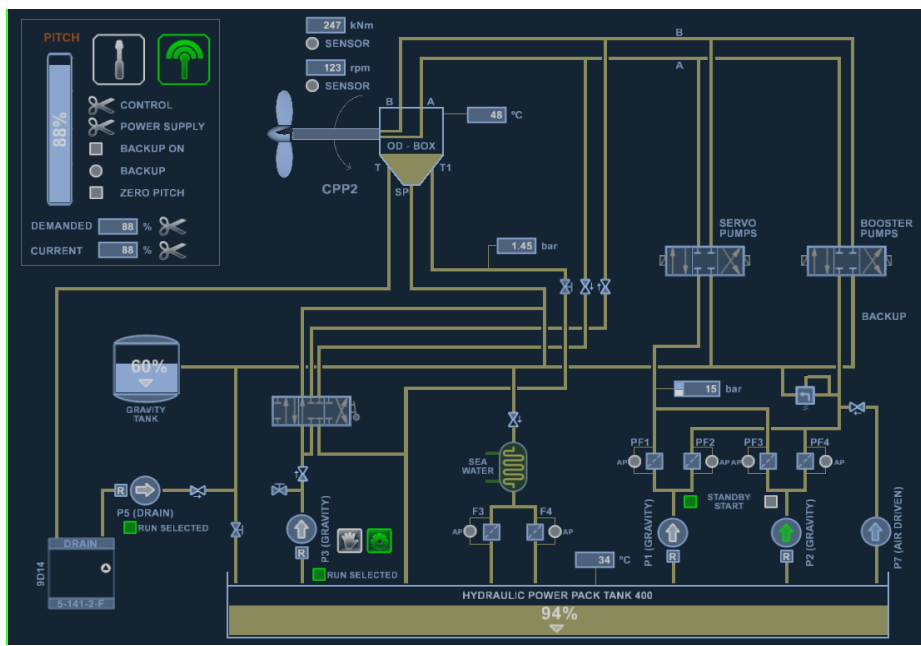 PITCH
88%
CONTROL
POWER SUPPLY
BACKUP ON
BACKUP
ZERO PITCH
DEMANDED 88 %
CURRENT 88 %
247 kNm
SENSOR
123 rpm
SENSOR
B
A
B A
48 ºC
OD - BOX
T T1
SP
CPP2
1.45 bar
SERVO
PUMPS
BOOSTER
PUMPS
BACKUP
60%
GRAVITY
TANK
15 bar
PF1 PF2 PF3 PF4
AP AP AP AP
SEA
WATER
STANDBY
START
R
P5 (DRAIN)
RUN SELECTED
F3 F4
AP AP
P3 (GRAVITY)
R
RUN SELECTED
P1 (GRAVITY)
R
P2 (GRAVITY)
R
P7 (AIR DRIVEN)
DRAIN
9D14
5-141-2-F
34 ºC
HYDRAULIC POWER PACK TANK 400
94%